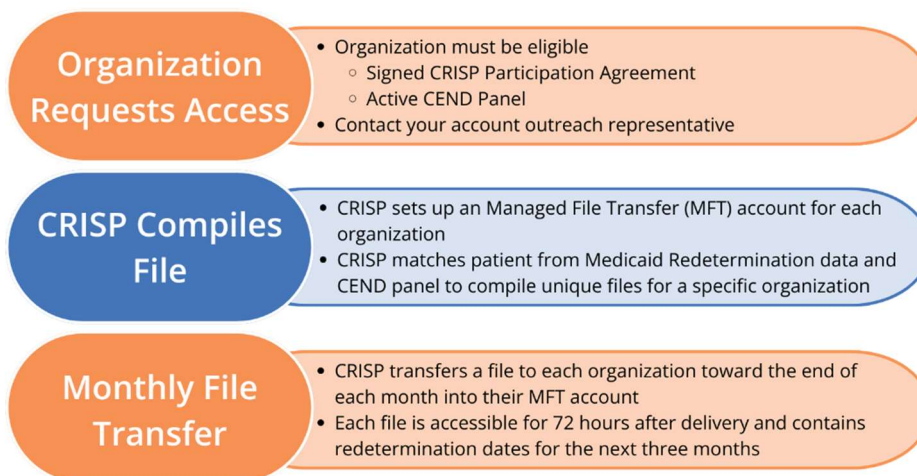 Organization
Requests Access
• Organization must be eligible
○ Signed CRISP Participation Agreement
○ Active CEND Panel
• Contact your account outreach representative
CRISP Compiles
File
• CRISP sets up an Managed File Transfer (MFT) account for each
organization
• CRISP matches patient from Medicaid Redetermination data and
CEND panel to compile unique files for a specific organization
Monthly File
Transfer
• CRISP transfers a file to each organization toward the end of
each month into their MFT account
• Each file is accessible for 72 hours after delivery and contains
redetermination dates for the next three months